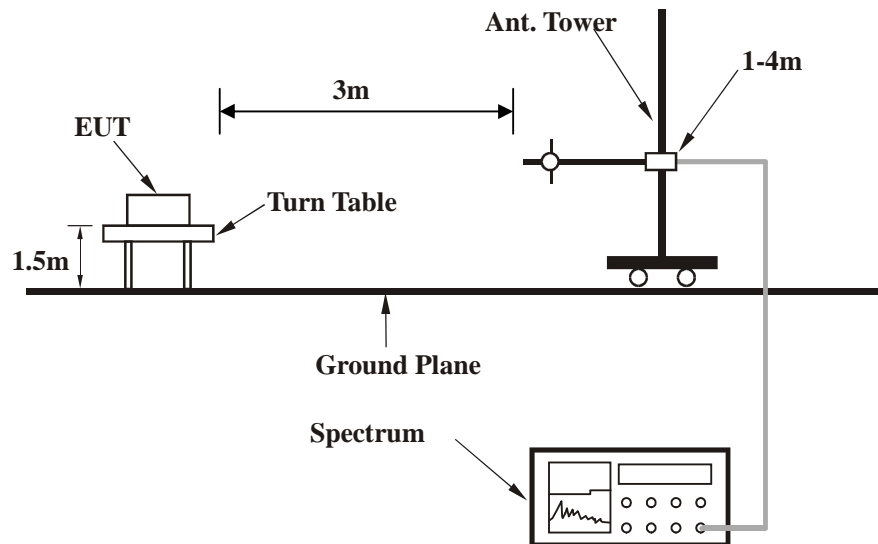 Ant. Tower
1-4m
3m
EUT
Turn Table
1.5m
Ground Plane
Spectrum